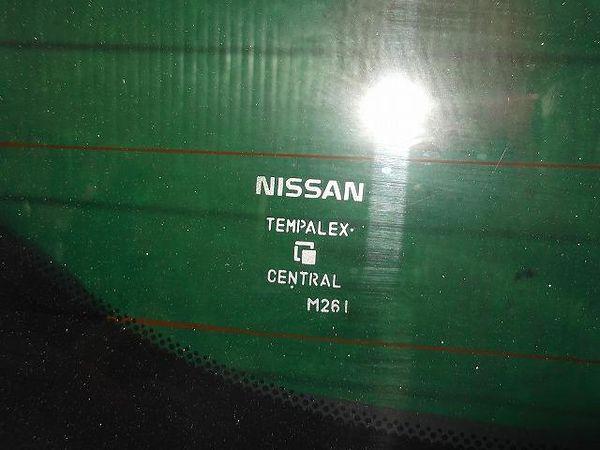 NISSAN
TEMPALEX
CENTRAL
M261